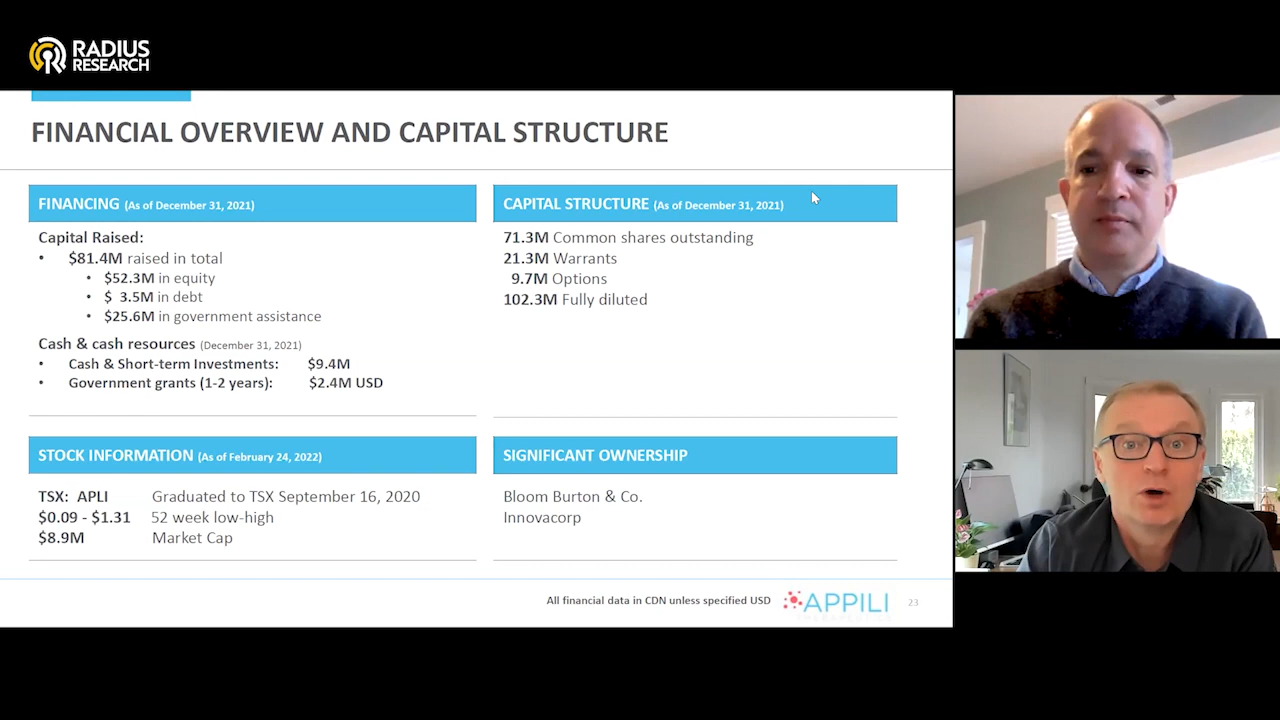 RADIUS
RESEARCH
FINANCIAL OVERVIEW AND CAPITAL STRUCTURE
FINANCING (As of December 31, 2021)
Capital Raised:
• $81.4M raised in total
• $52.3M in equity
• $ 3.5M in debt
• $25.6M in government assistance
Cash & cash resources (December 31, 2021)
• Cash & Short-term Investments: $9.4M
• Government grants (1-2 years): $2.4M USD
CAPITAL STRUCTURE (As of December 31, 2021)
71.3M Common shares outstanding
21.3M Warrants
9.7M Options
102.3M Fully diluted
STOCK INFORMATION (As of February 24, 2022)
TSX: APLI Graduated to TSX September 16, 2020
$0.09 - $1.31 52 week low-high
$8.9M Market Cap
SIGNIFICANT OWNERSHIP
Bloom Burton & Co.
Innovacorp
All financial data in CDN unless specified USD
APPILI
23